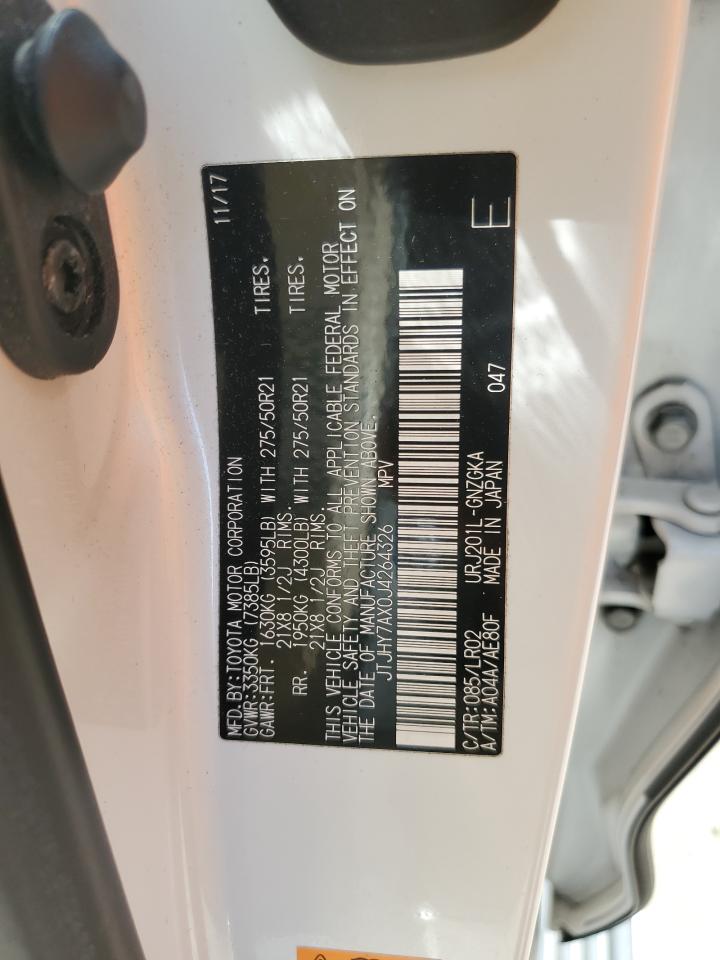 MFD.BY:TOYOTA MOTOR CORPORATION 11/17
GVWR:3350KG (7385LB)
GAWR:FRT. 1630KG (3595LB) WITH 275/50R21 TIRES.
21X8 1/2J RIMS.
RR. 1950KG (4300LB) WITH 275/50R21 TIRES.
21X8 1/2J RIMS.
THIS VEHICLE CONFORMS TO ALL APPLICABLE FEDERAL MOTOR
VEHICLE SAFETY AND THEFT PREVENTION STANDARDS IN EFFECT ON
THE DATE OF MANUFACTURE SHOWN ABOVE.
JTJHY7AX0J4264326 MPV
C/TR:0857LR02 URJ201L-GNZGKA 047
A/TM:A04A/AE80F MADE IN JAPAN E